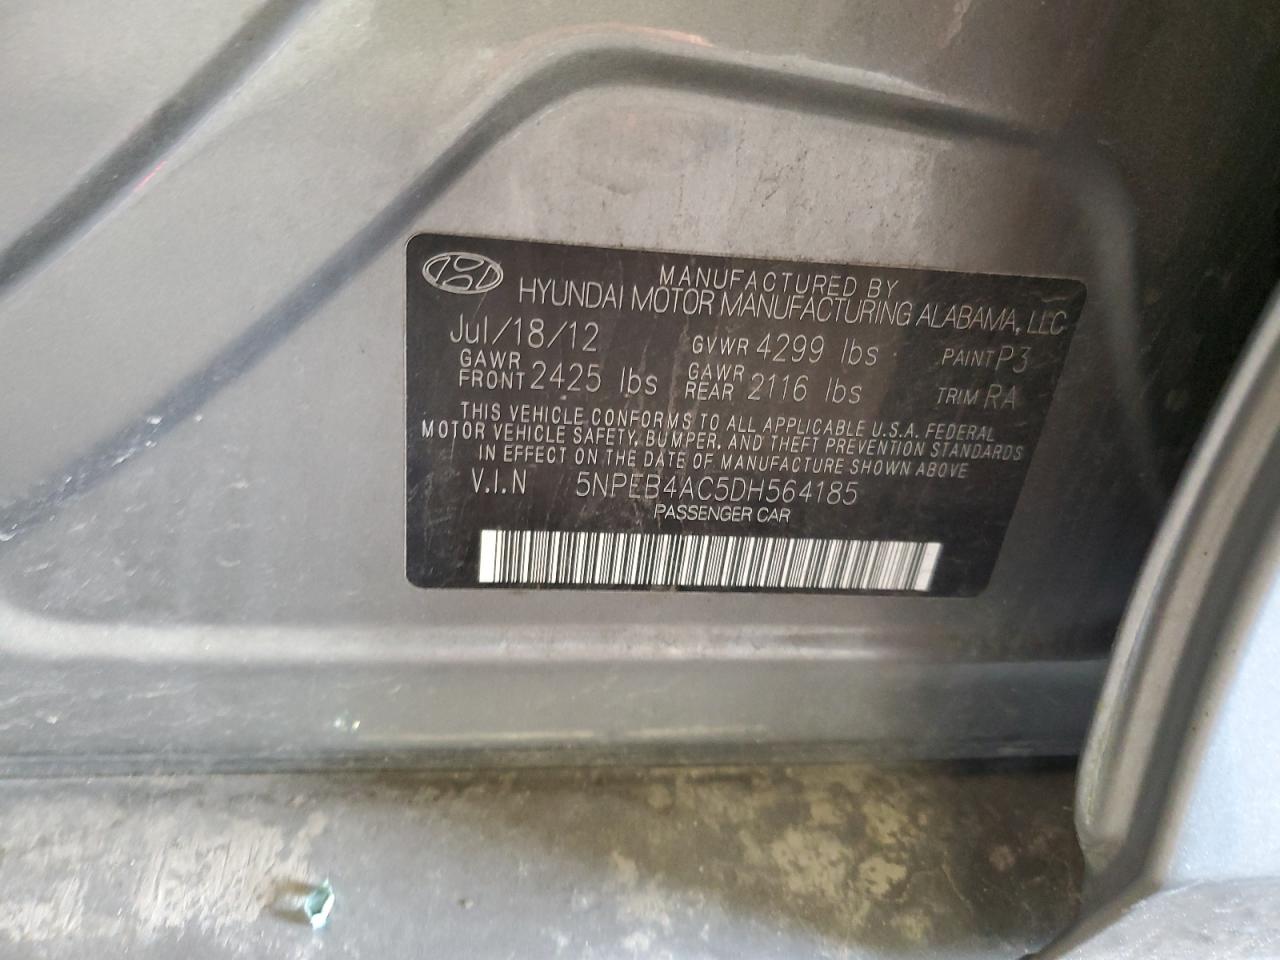 MANUFACTURED BY
HYUNDAI MOTOR MANUFACTURING ALABAMA, LLC
Jul/18/12 GVWR 4299 lbs PAINT P3
GAWR FRONT 2425 lbs GAWR REAR 2116 lbs TRIM RA
THIS VEHICLE CONFORMS TO ALL APPLICABLE U.S.A. FEDERAL
MOTOR VEHICLE SAFETY, BUMPER, AND THEFT PREVENTION STANDARDS
IN EFFECT ON THE DATE OF MANUFACTURE SHOWN ABOVE
V.I.N 5NPEB4AC5DH564185
PASSENGER CAR